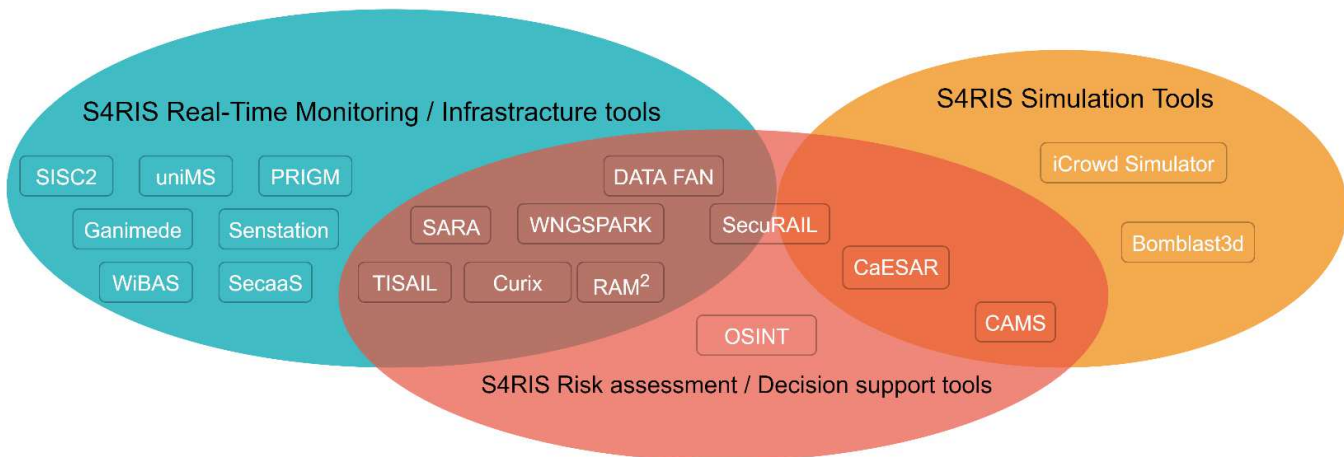 S4RIS Real-Time Monitoring / Infrastracture tools
S4RIS Simulation Tools
SISC2
uniMS
PRIGM
DATA FAN
iCrowd Simulator
Ganimede
Senstation
SARA
WNGSPARK
SecuRAIL
Bomblast3d
WiBAS
SecaaS
TISAIL
Curix
RAM²
CaESAR
OSINT
CAMS
S4RIS Risk assessment / Decision support tools